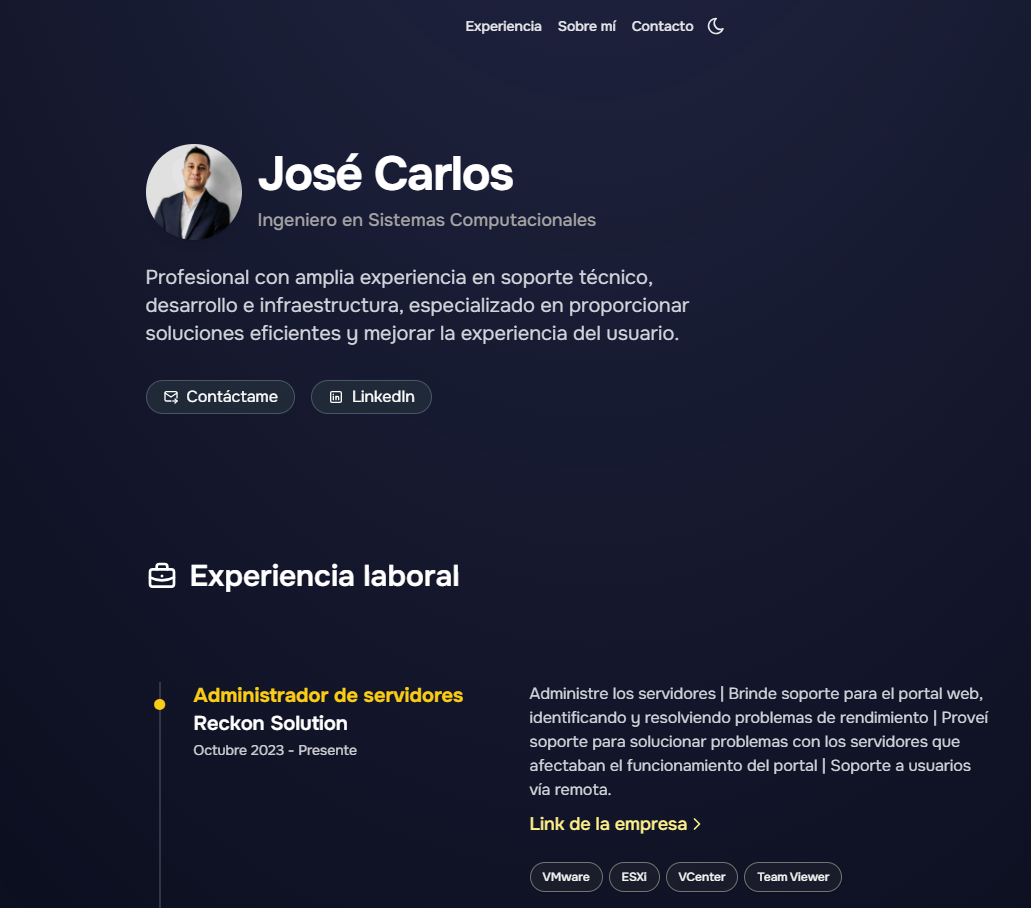 Experiencia Sobre mí Contacto
José Carlos
Ingeniero en Sistemas Computacionales
Profesional con amplia experiencia en soporte técnico,
desarrollo e infraestructura, especializado en proporcionar
soluciones eficientes y mejorar la experiencia del usuario.
Contáctame LinkedIn
Experiencia laboral
Administrador de servidores
Reckon Solution
Octubre 2023 - Presente
Administre los servidores | Brinde soporte para el portal web,
identificando y resolviendo problemas de rendimiento | Proveí
soporte para solucionar problemas con los servidores que
afectaban el funcionamiento del portal | Soporte a usuarios
vía remota.
Link de la empresa
VMware ESXi VCenter Team Viewer